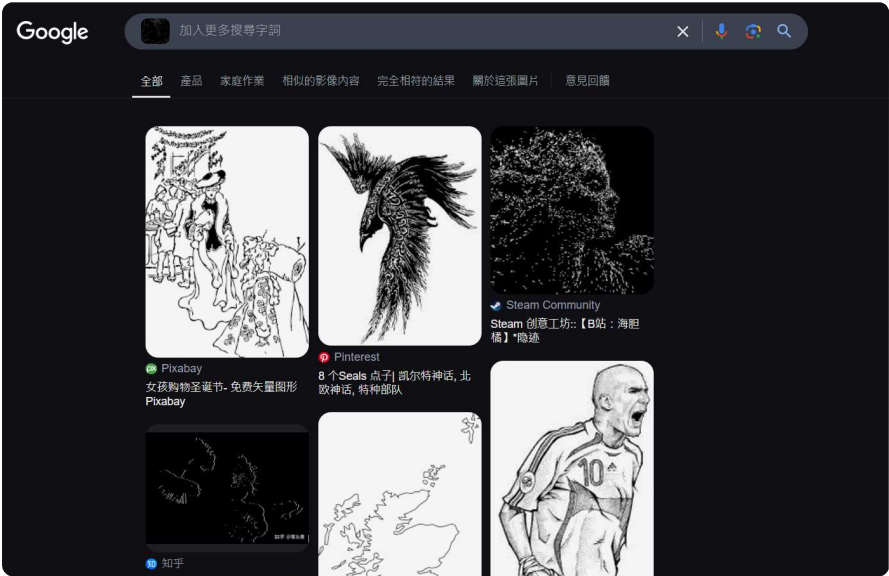 Google
加入更多搜尋字詞
全部
產品
家庭作業
相似的影像內容
完全相符的結果
關於這張圖片
意見回饋
Pixabay
女孩购物圣诞节- 免费矢量图形
Pixabay
Pinterest
8 个Seals 点子| 凯尔特神话, 北
欧神话, 特种部队
Steam Community
Steam 创意工坊::【B站：海胆
橘】*隐迹
10
知乎